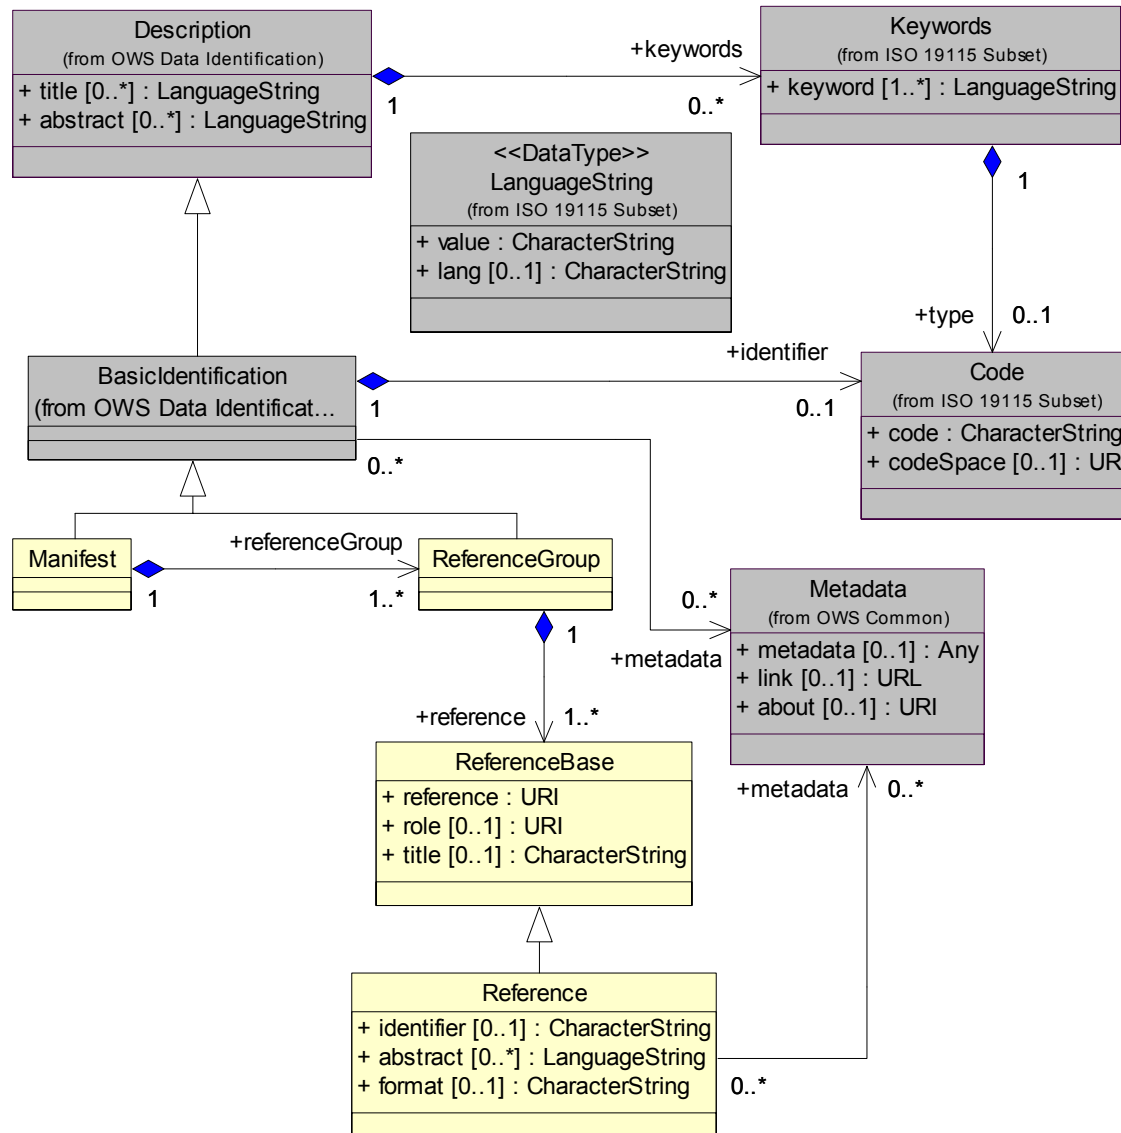 Description
(from OWS Data Identification)
+ title [0..*] : LanguageString
+ abstract [0..*] : LanguageString
+keywords
1
0..*
Keywords
(from ISO 19115 Subset)
+ keyword [1..*] : LanguageString
1
<<DataType>>
LanguageString
(from ISO 19115 Subset)
+ value : CharacterString
+ lang [0..1] : CharacterString
+type
0..1
+identifier
BasicIdentification
(from OWS Data Identificat...
1
0..1
0..*
Code
(from ISO 19115 Subset)
+ code : CharacterString
+ codeSpace [0..1] : UR
Manifest
+referenceGroup
1
1..*
ReferenceGroup
1
0..*
+metadata
Metadata
(from OWS Common)
+ metadata [0..1] : Any
+ link [0..1] : URL
+ about [0..1] : URI
+reference
1..*
ReferenceBase
+ reference : URI
+ role [0..1] : URI
+ title [0..1] : CharacterString
+metadata
0..*
Reference
+ identifier [0..1] : CharacterString
+ abstract [0..*] : LanguageString
+ format [0..1] : CharacterString
0..*